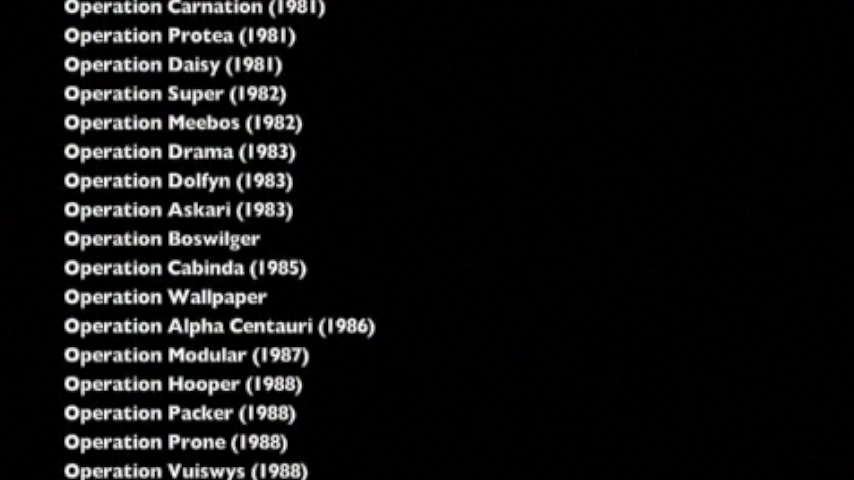 Operation Carnation (1981)
Operation Protea (1981)
Operation Daisy (1981)
Operation Super (1982)
Operation Meebos (1982)
Operation Drama (1983)
Operation Dolfyn (1983)
Operation Askari (1983)
Operation Boswilger
Operation Cabinda (1985)
Operation Wallpaper
Operation Alpha Centauri (1986)
Operation Modular (1987)
Operation Hooper (1988)
Operation Packer (1988)
Operation Prone (1988)
Operation Vuiswys (1988)